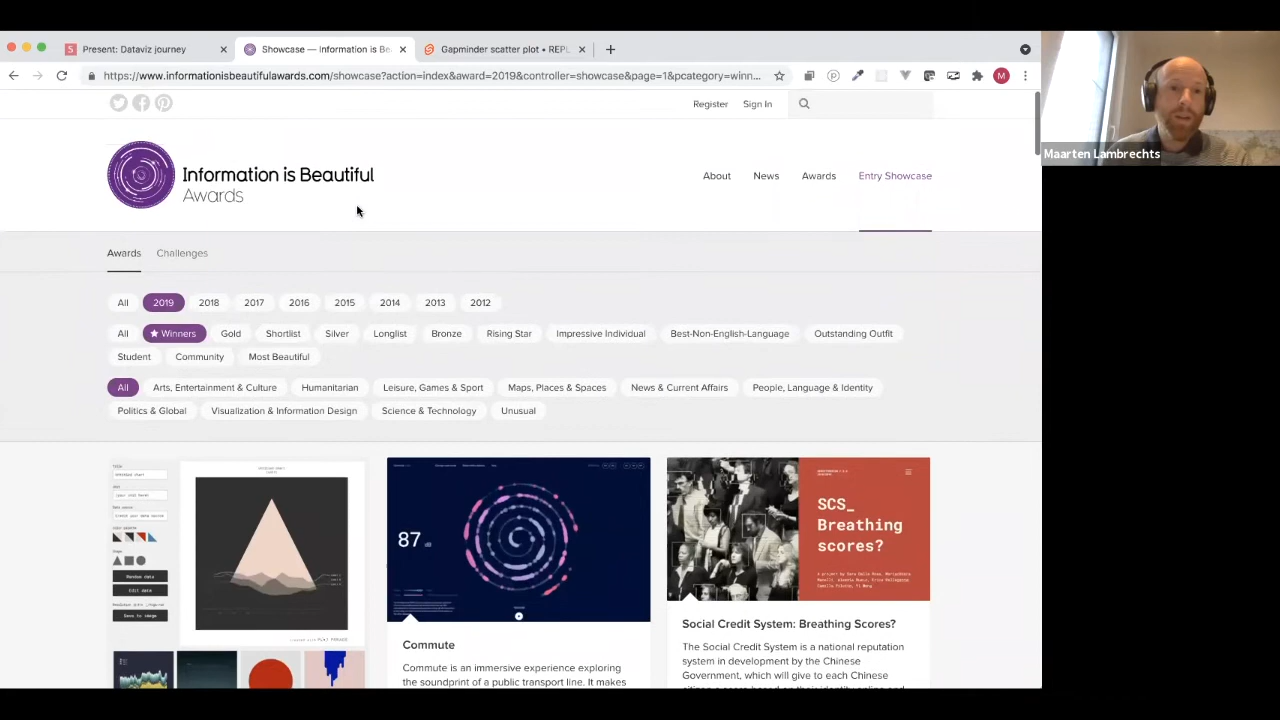 Present: Dataviz journey
Showcase — Information is Be
Gapminder scatter plot • REPL
https://www.informationisbeautifulawards.com/showcase?action=index&award=2019&controller=showcase&page=1&pcategory=winn...
M
Register Sign In
Information is Beautiful
Awards
About News Awards Entry Showcase
Awards Challenges
All 2019 2018 2017 2016 2015 2014 2013 2012
All Winners Gold Shortlist Silver Longlist Bronze Rising Star Impressive Individual Best-Non-English-Language Outstanding Outfit
Student Community Most Beautiful
All Arts, Entertainment & Culture Humanitarian Leisure, Games & Sport Maps, Places & Spaces News & Current Affairs People, Language & Identity
Politics & Global Visualization & Information Design Science & Technology Unusual
Random data
Edit data
Save to image
87
SCS_
Breathing
scores?
Commute
Commute is an immersive experience exploring
the soundprint of a public transport line. It makes
Social Credit System: Breathing Scores?
The Social Credit System is a national reputation
system in development by the Chinese
Government, which will give to each Chinese
Maarten Lambrechts